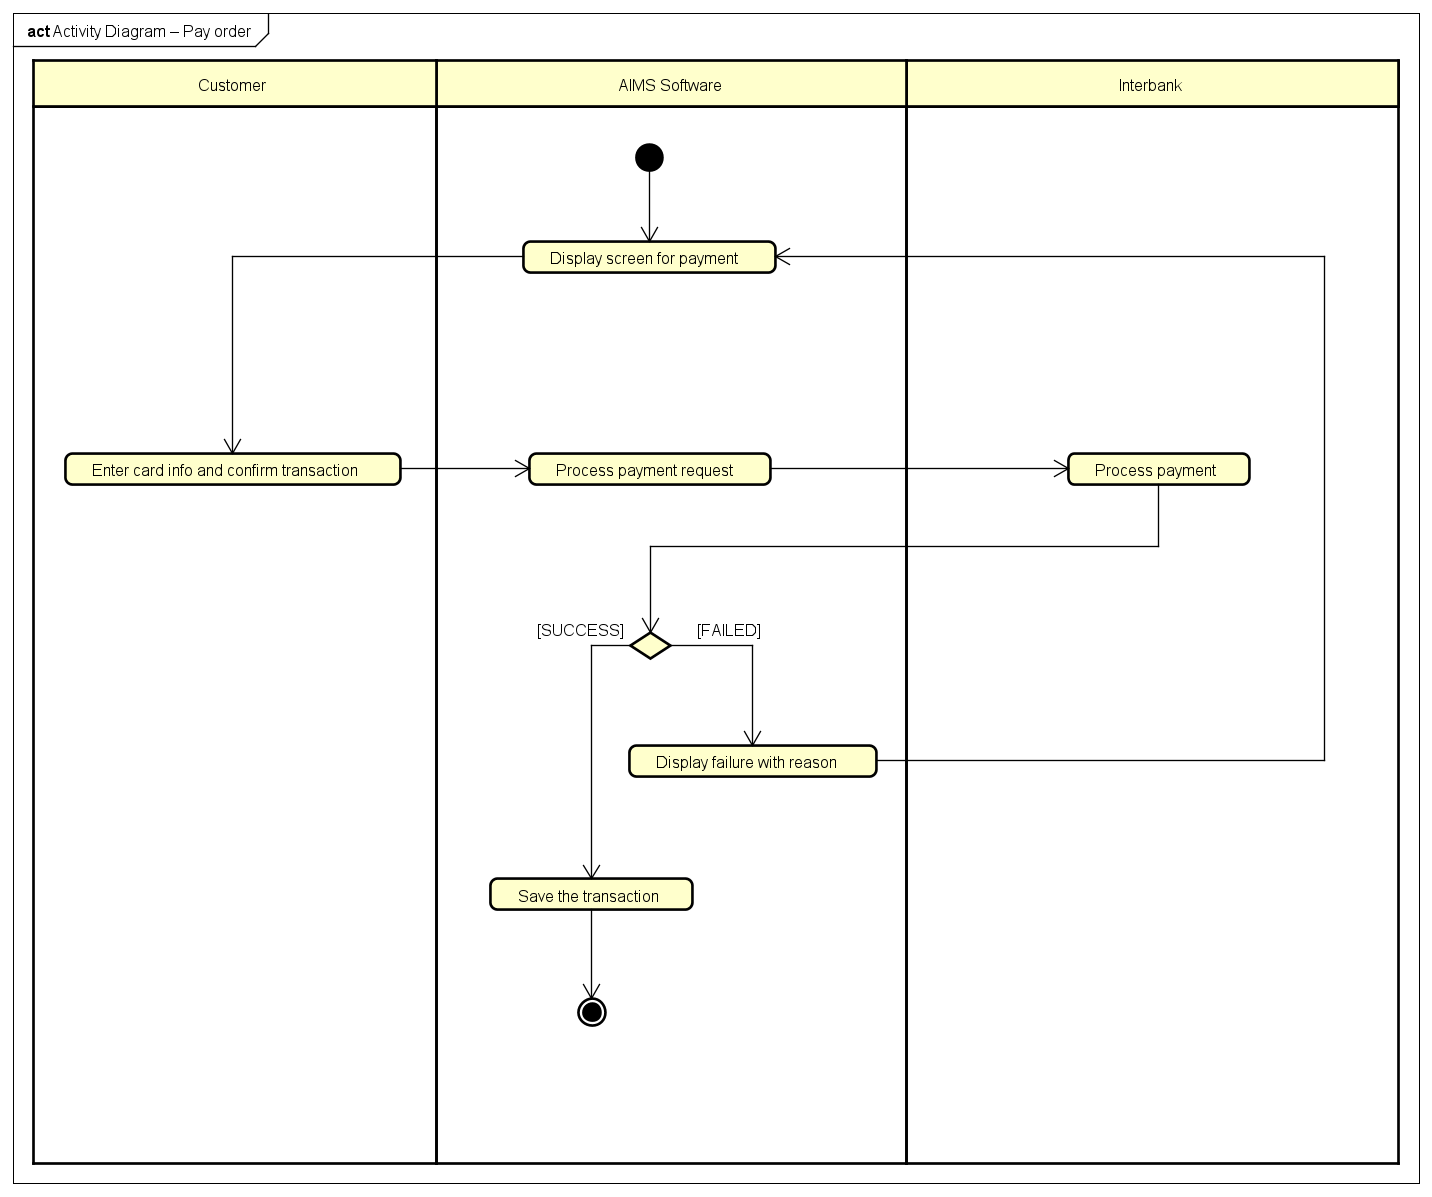 act Activity Diagram – Pay order
Customer
AIMS Software
Interbank
Display screen for payment
Enter card info and confirm transaction
Process payment request
Process payment
[SUCCESS]
[FAILED]
Display failure with reason
Save the transaction